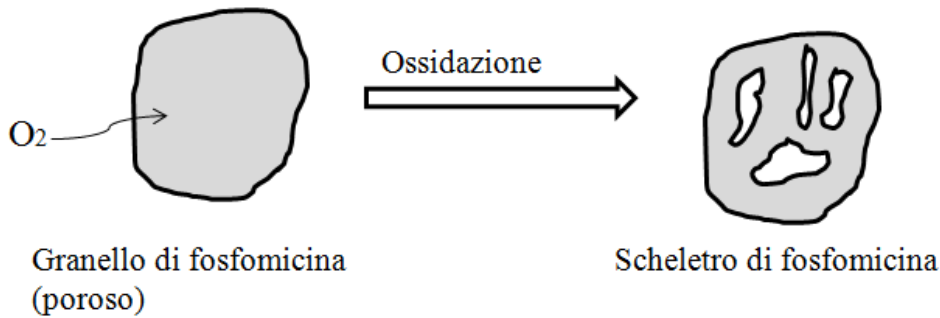 Ossidazione
O2
Granello di fosfomicina
(poroso)
Scheletro di fosfomicina